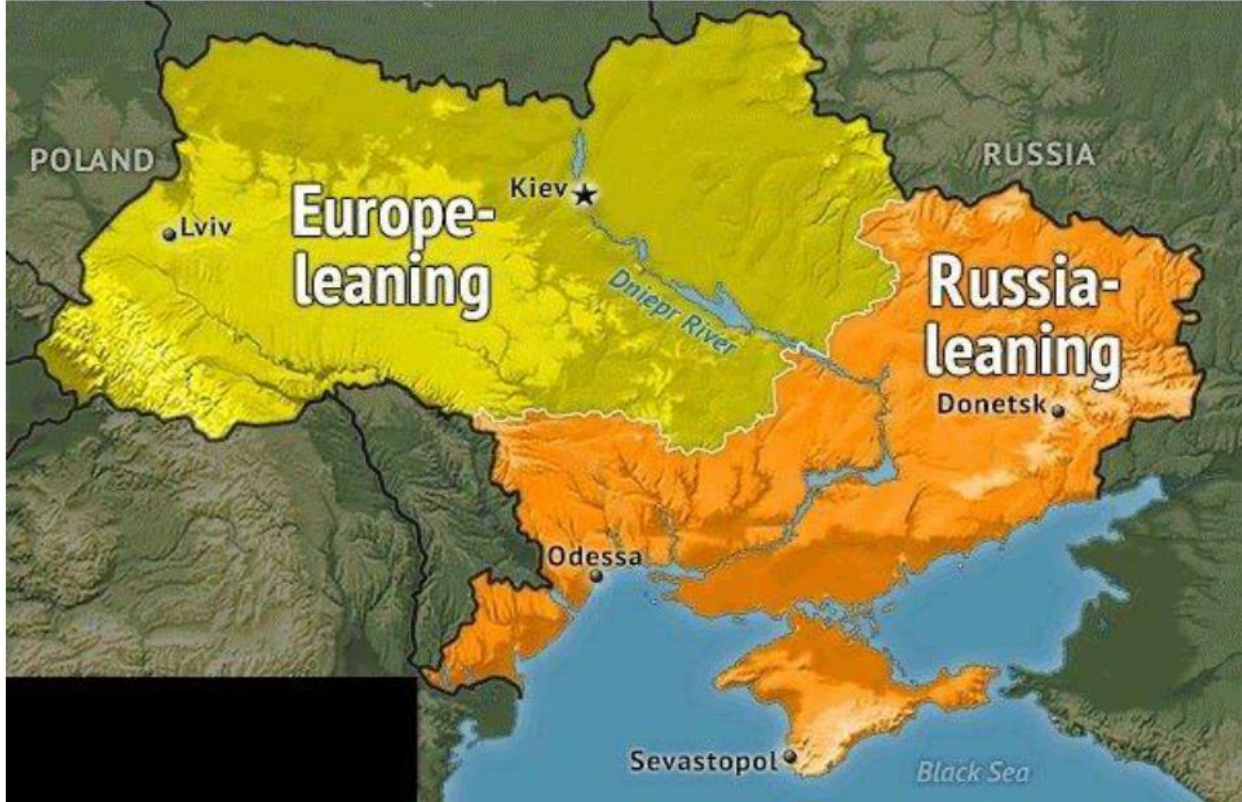 POLAND
RUSSIA
Kiev
Lviv
Europe-
leaning
Dniepr River
Russia-
leaning
Donetsk
Odessa
Sevastopol
Black Sea